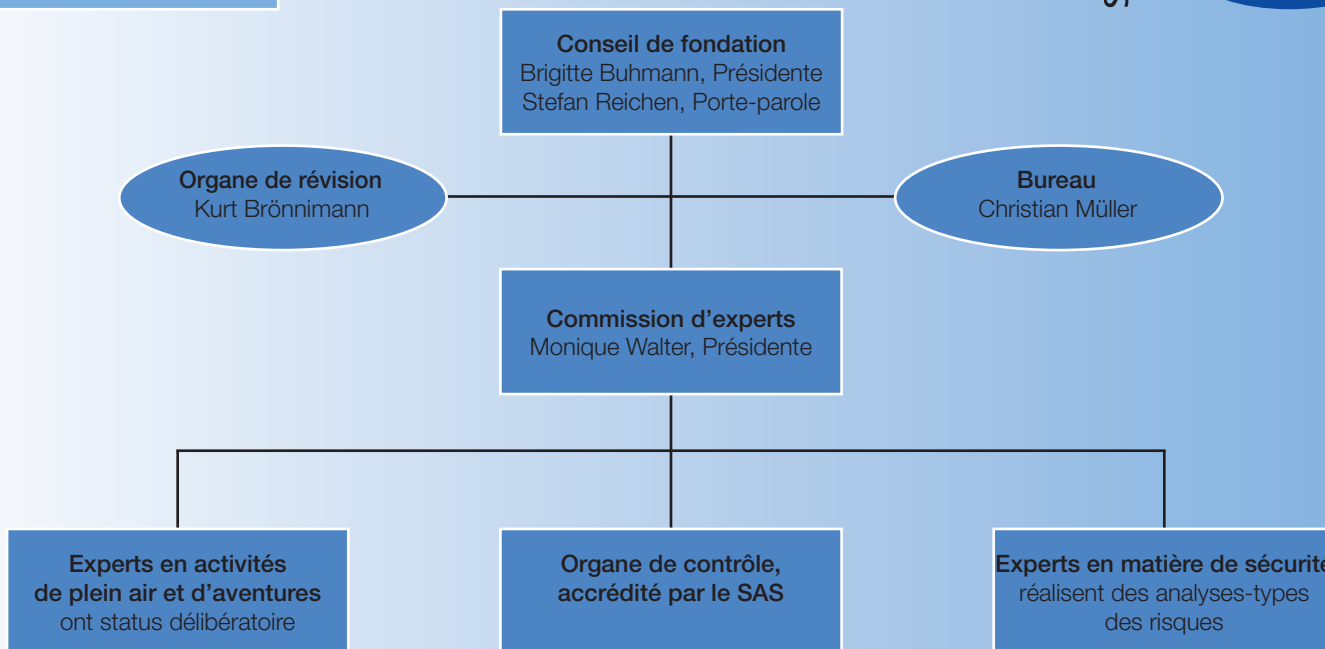 Conseil de fondation
Brigitte Buhmann, Présidente
Stefan Reichen, Porte-parole
Organe de révision
Kurt Brönnimann
Bureau
Christian Müller
Commission d’experts
Monique Walter, Présidente
Experts en activités
de plein air et d’aventures
ont status délibératoire
Organe de contrôle,
accrédité par le SAS
Experts en matière de sécurité
réalisent des analyses-types
des risques